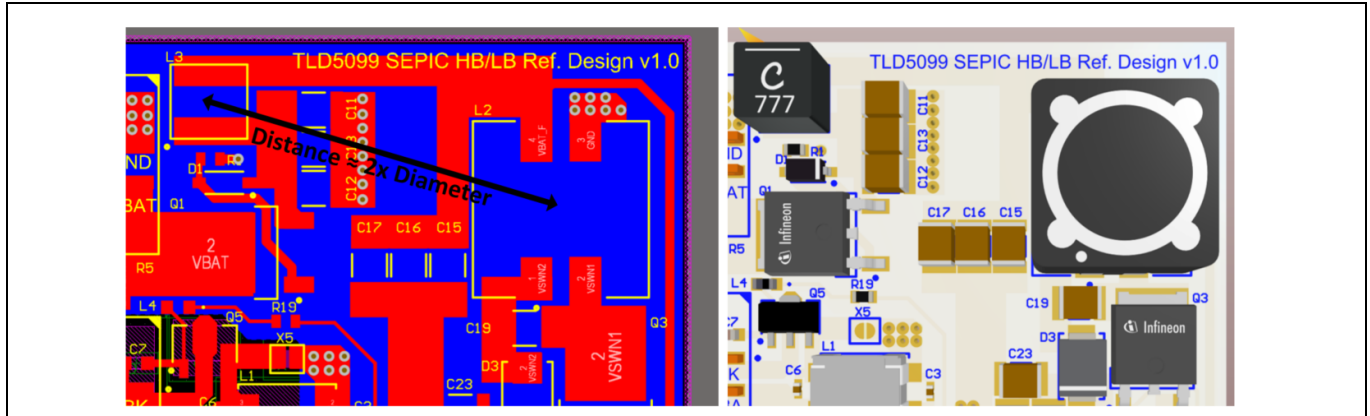 TLD5099 SEPIC HB/LB Ref. Design v1.0
L3
L2
C11
C13
C12
4
VBAT_F
3
GND
Distance ≈ 2x Diameter
ND
D1
BAT
Q1
C17 C16 C15
2
VBAT
R5
1
VSWN2
2
VSWN1
L4
R19
Q5
X5
C19
Q3
2
VSWN1
C7
D3
2
VSWN2
L1
C23
C6
TLD5099 SEPIC HB/LB Ref. Design v1.0
C
777
C11
C13
C12
ND
D1
R1
AT
Q1
Infineon
C17 C16 C15
R5
L4
R19
Q5
X5
C19
Q3
Infineon
D3
L1
C23
C6
C3